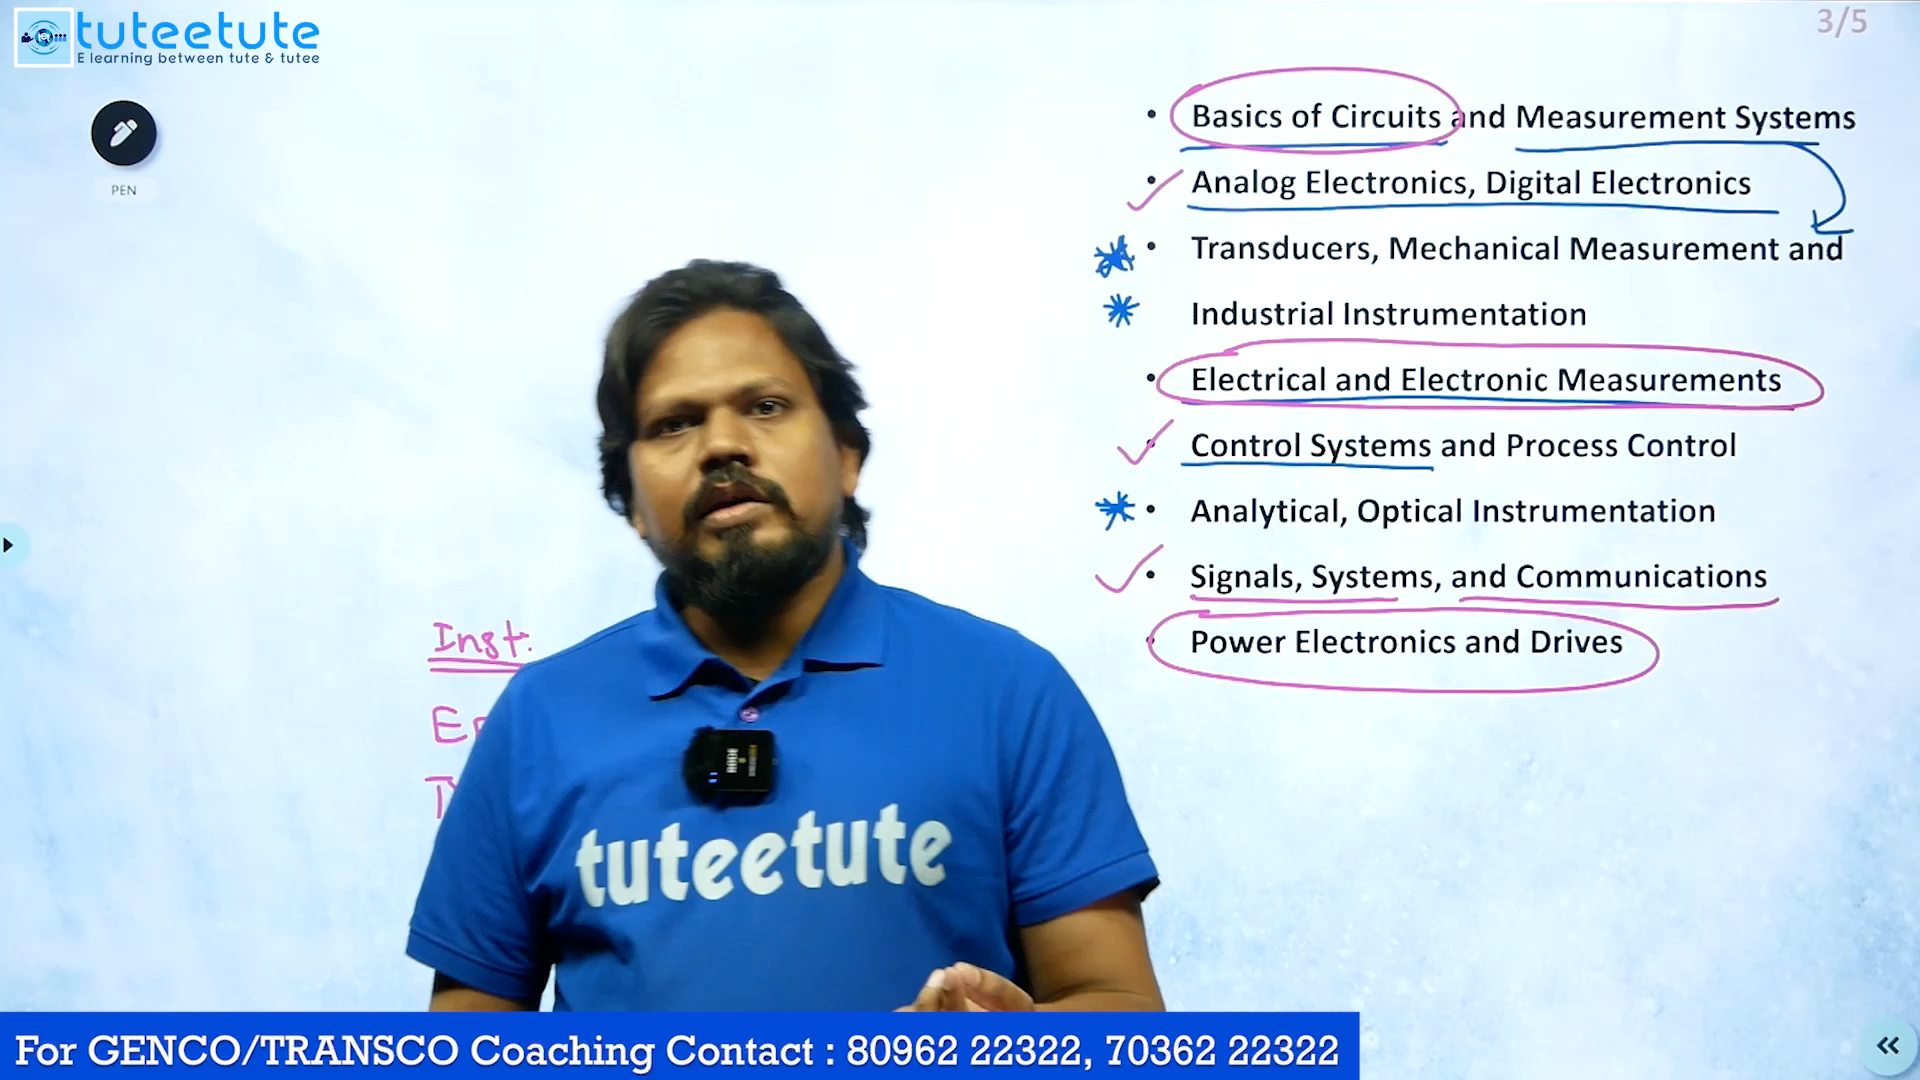 tuteetute
E learning between tute & tutee
3/5
PEN
• Basics of Circuits and Measurement Systems
• Analog Electronics, Digital Electronics
• Transducers, Mechanical Measurement and
Industrial Instrumentation
• Electrical and Electronic Measurements
• Control Systems and Process Control
• Analytical, Optical Instrumentation
• Signals, Systems, and Communications
• Power Electronics and Drives
Inst.
RODE
tuteetute
For GENCO/TRANSCO Coaching Contact : 80962 22322, 70362 22322